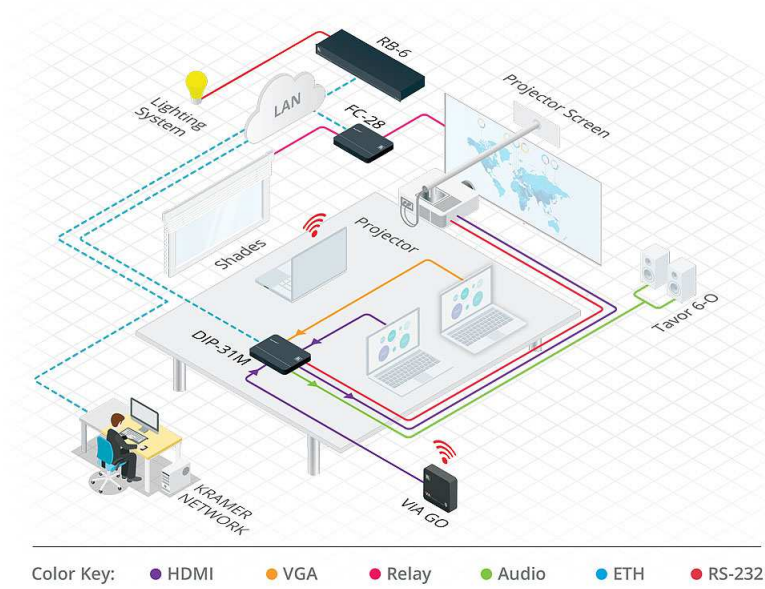 RB-6
Lighting
System
LAN
FC-28
Projector Screen
Shades
Projector
DIP-31M
Tavor 6-O
KRAMER
NETWORK
VIA GO
Color Key: HDMI VGA Relay Audio ETH RS-232